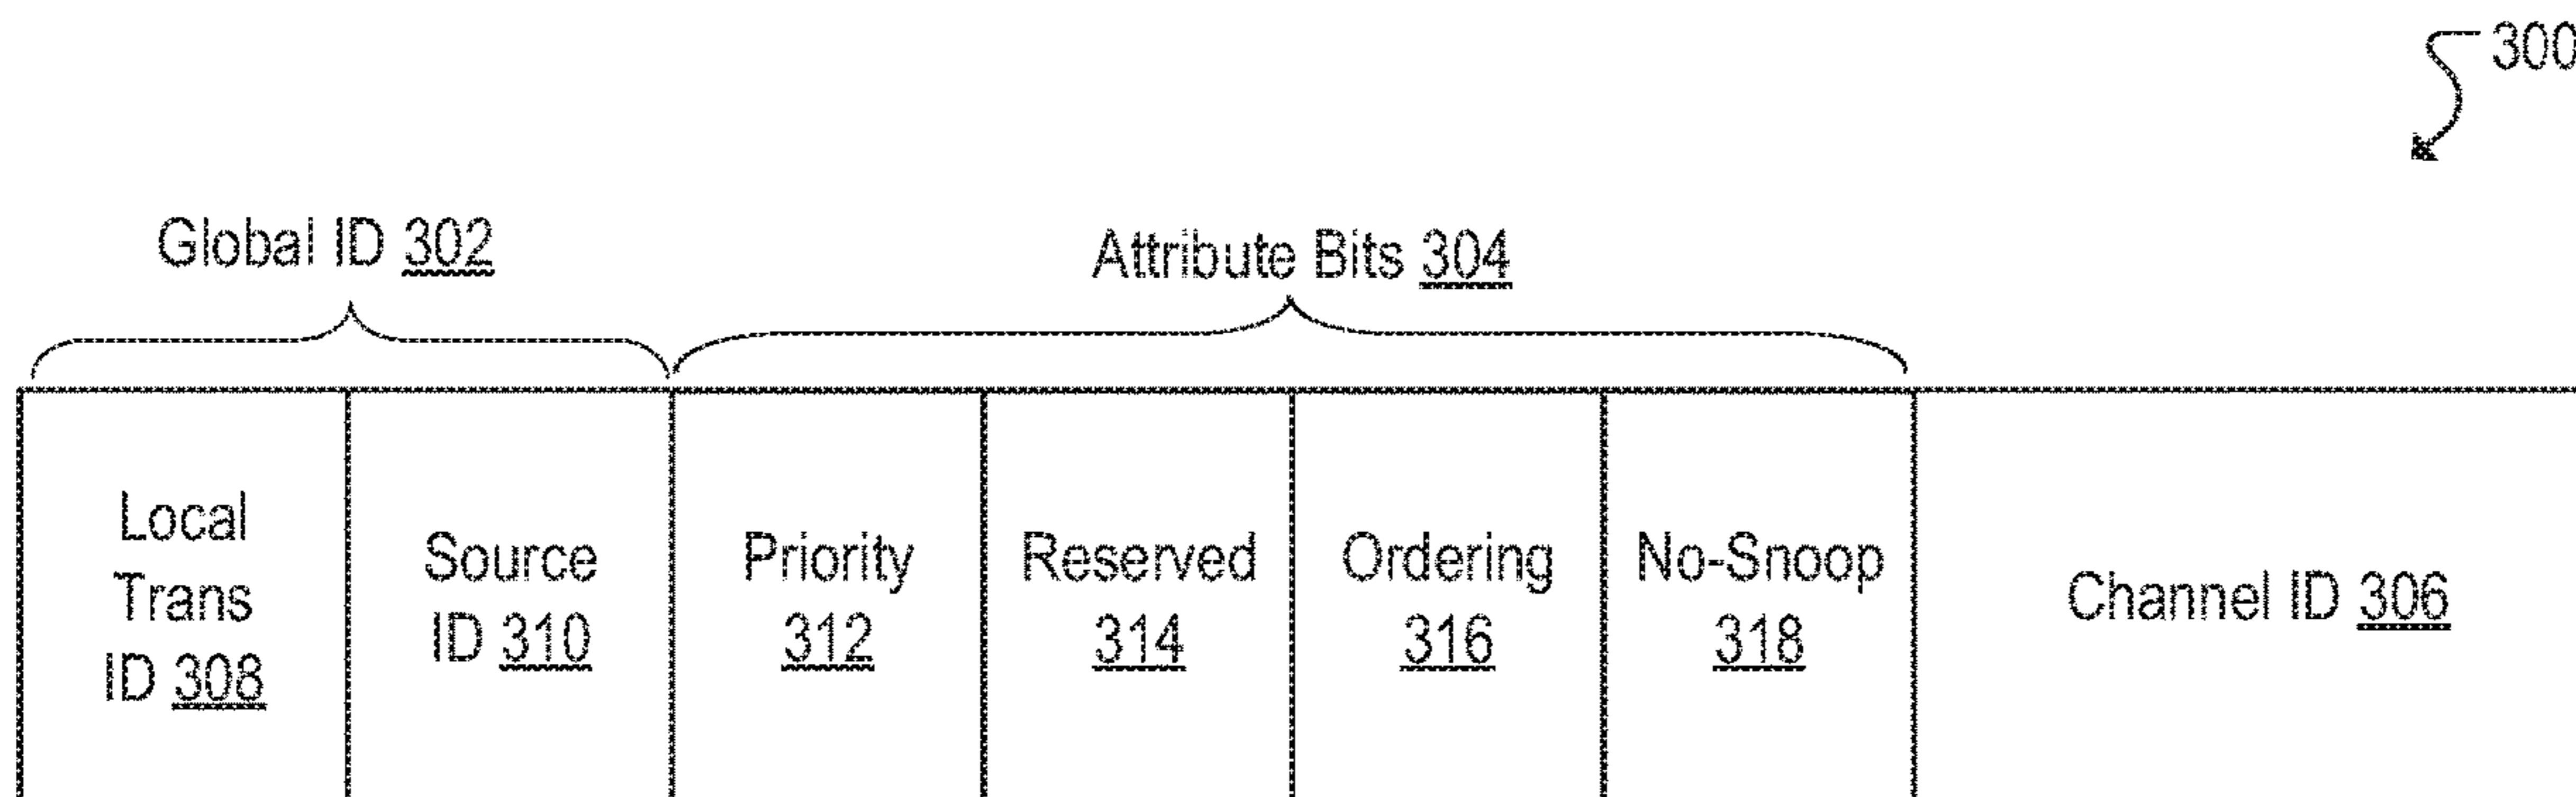 300
Global ID 302
Attribute Bits 304
Local
Trans
ID 308
Source
ID 310
Priority
312
Reserved
314
Ordering
316
No-Snoop
318
Channel ID 306